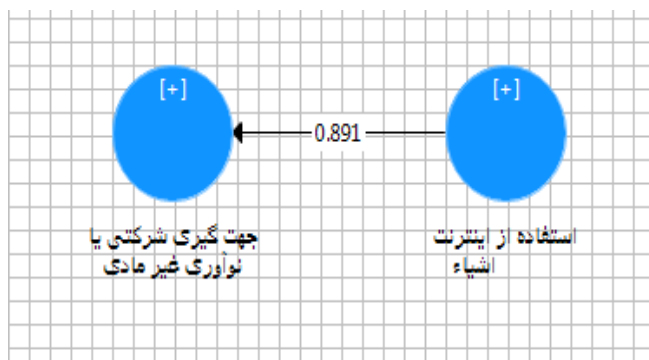 [+]
[+]
0.891
استفاده از اینترنت
اشیاء
جهت گیری شرکتی یا
نوآوری غیر مادی